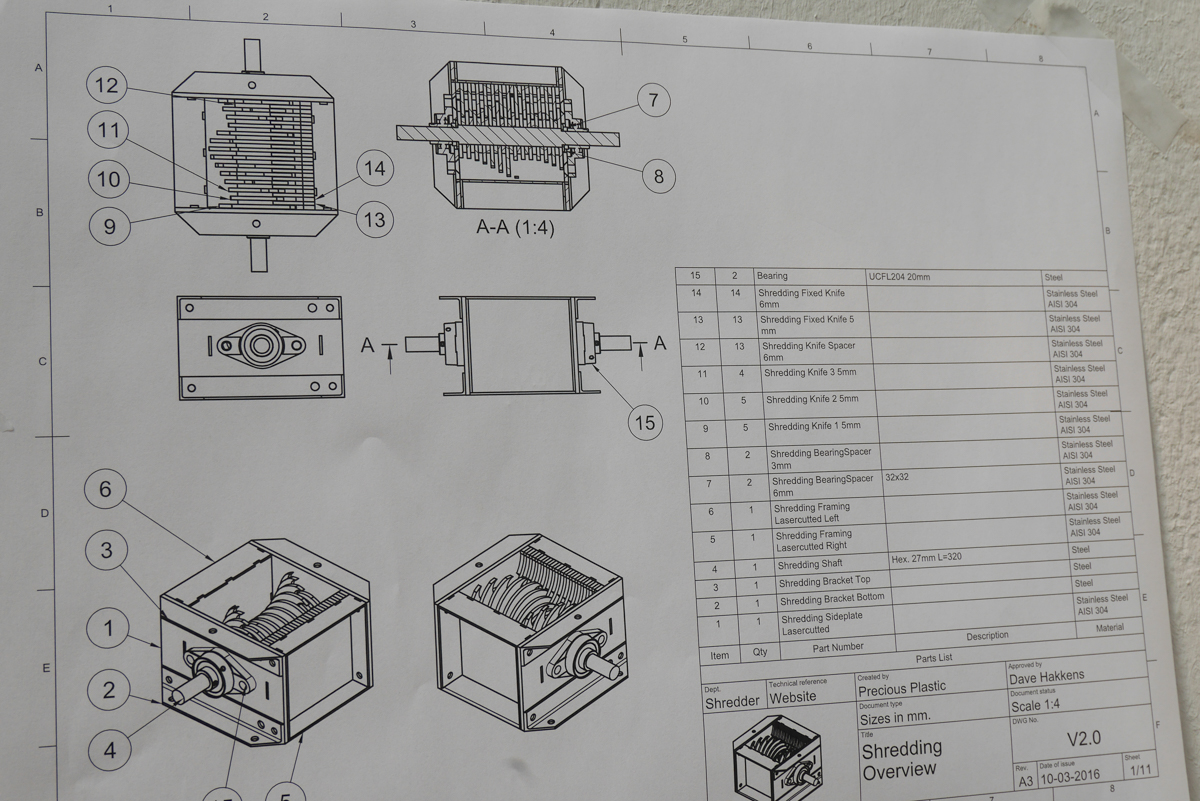 1 2 3 4 5 6 7 8
A
B
C
D
E
A
B
C
D
E
F
12
11
10
9
14
13
7
8
A-A (1:4)
A A
15
6
3
1
2
4
5
15 2 Bearing UCFL204 20mm Steel
14 14 Shredding Fixed Knife Stainless Steel
6mm AISI 304
13 13 Shredding Fixed Knife 5 Stainless Steel
mm AISI 304
12 13 Shredding Knife Spacer Stainless Steel
6mm AISI 304
11 4 Shredding Knife 3 5mm Stainless Steel
AISI 304
10 5 Shredding Knife 2 5mm Stainless Steel
AISI 304
9 5 Shredding Knife 1 5mm Stainless Steel
AISI 304
8 2 Shredding BearingSpacer Stainless Steel
3mm AISI 304
7 2 Shredding BearingSpacer 32x32 Stainless Steel
6mm AISI 304
6 1 Shredding Framing Stainless Steel
Lasercutted Left AISI 304
5 1 Shredding Framing Stainless Steel
Lasercutted Right AISI 304
4 1 Shredding Shaft Hex. 27mm L=320 Steel
3 1 Shredding Bracket Top Steel
2 1 Shredding Bracket Bottom Steel
1 1 Shredding Sideplate Stainless Steel
Lasercutted AISI 304
Item Qty Part Number Description Material
Parts List
Dept.
Shredder
Technical reference
Website
Created by
Precious Plastic
Approved by
Dave Hakkens
Document type
Sizes in mm.
Document status
Scale 1:4
Title
Shredding
Overview
DWG No.
V2.0
Rev.
A3
Date of issue
10-03-2016
Sheet
1/11
7 8